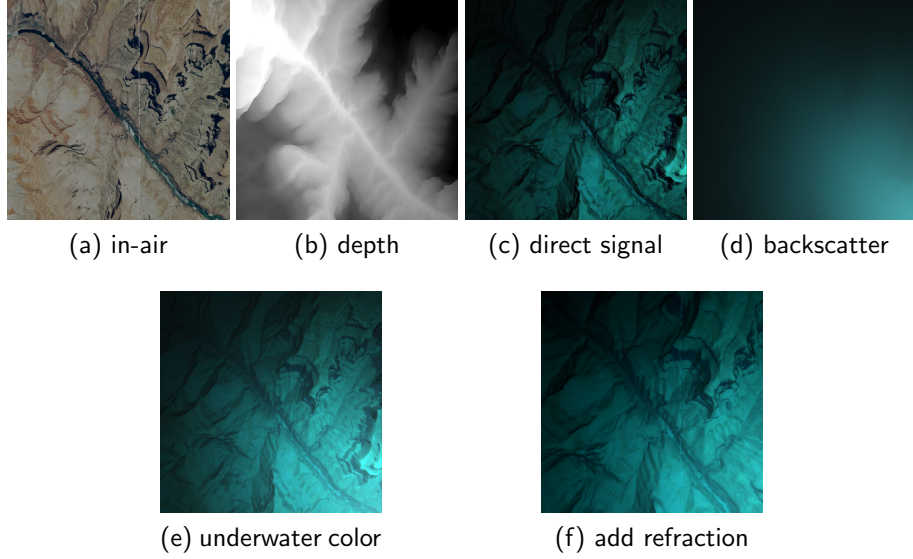 (a) in-air
(b) depth
(c) direct signal
(d) backscatter
(e) underwater color
(f) add refraction